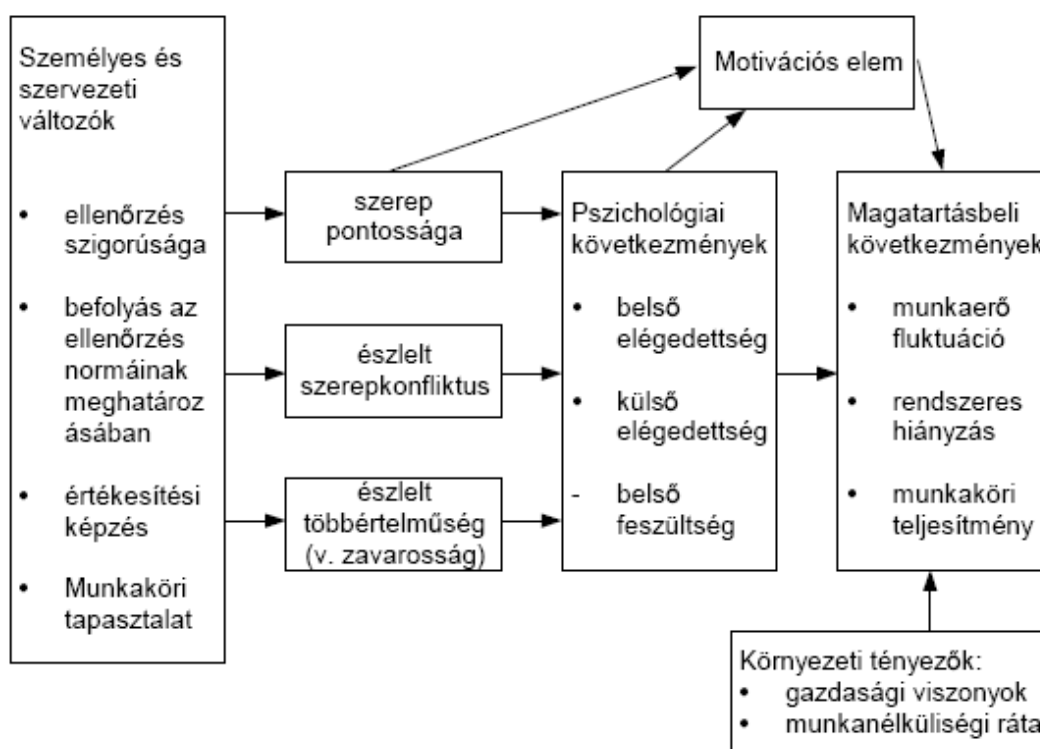 Személyes és
szervezeti
változók
• ellenőrzés
szigorúsága
• befolyás az
ellenőrzés
normáinak
meghatároz
ásában
• értékesítési
képzés
• Munkaköri
tapasztalat
szerep
pontossága
észlelt
szerepkonfliktus
észlelt
többértelműség
(v. zavarosság)
Motivációs elem
Pszichológiai
következmények
• belső
elégedettség
• külső
elégedettség
- belső
feszültség
Magatartásbeli
következmények
• munkaerő
fluktuáció
• rendszeres
hiányzás
• munkaköri
teljesítmény
Környezeti tényezők:
• gazdasági viszonyok
• munkanélküliségi ráta